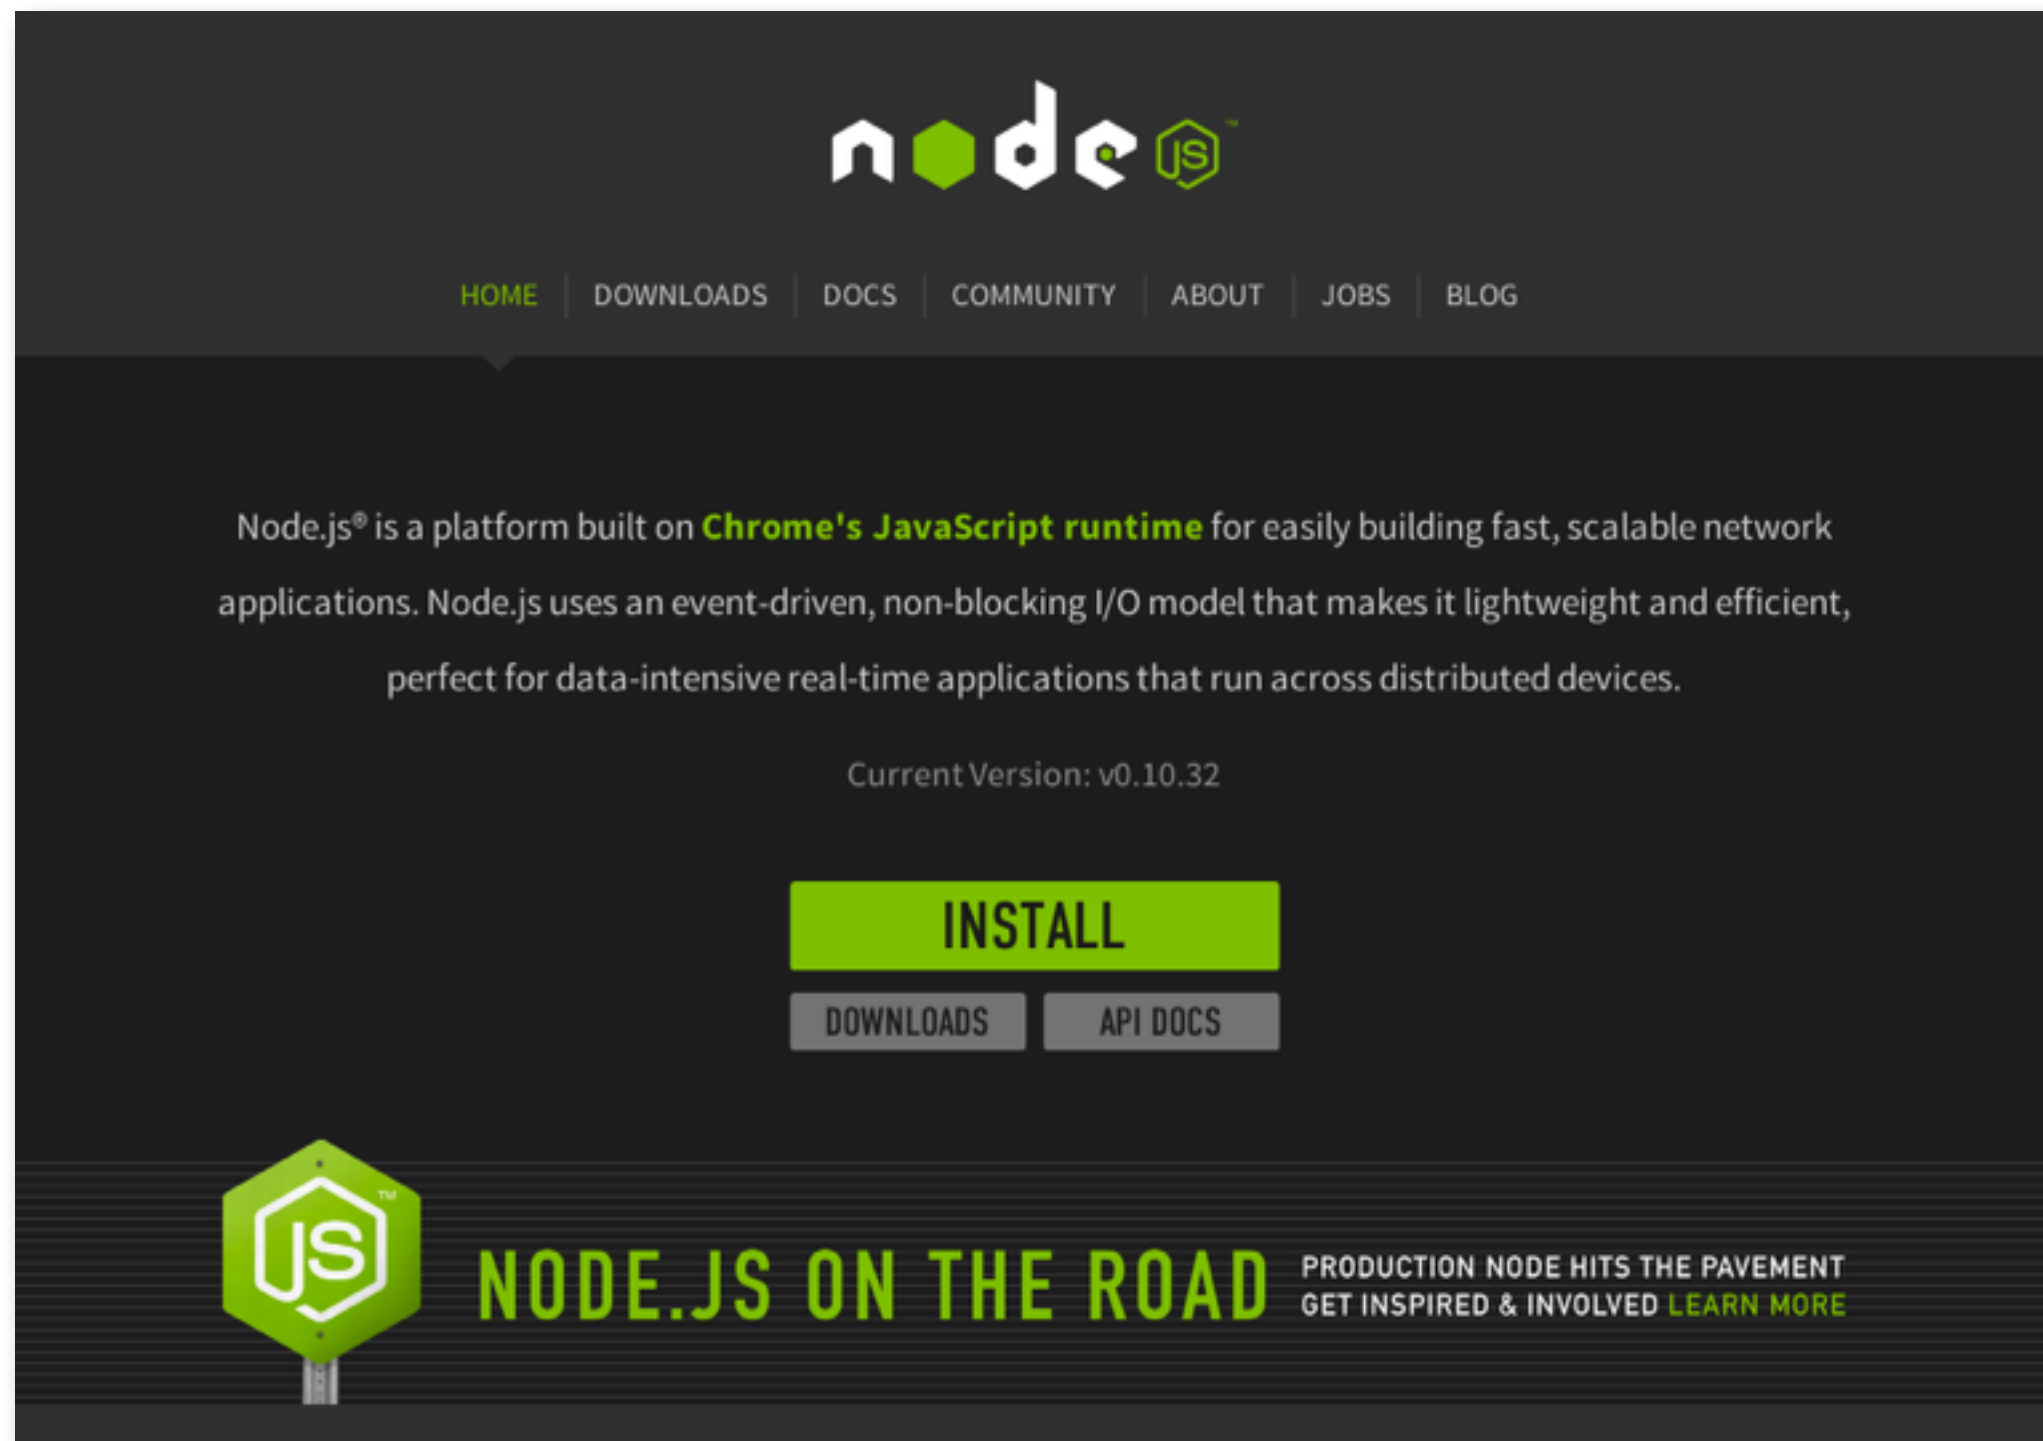 node JS ™
HOME DOWNLOADS DOCS COMMUNITY ABOUT JOBS BLOG
Node.js® is a platform built on Chrome's JavaScript runtime for easily building fast, scalable network
applications. Node.js uses an event-driven, non-blocking I/O model that makes it lightweight and efficient,
perfect for data-intensive real-time applications that run across distributed devices.
Current Version: v0.10.32
INSTALL
DOWNLOADS API DOCS
JS ™
NODE.JS ON THE ROAD
PRODUCTION NODE HITS THE PAVEMENT
GET INSPIRED & INVOLVED LEARN MORE